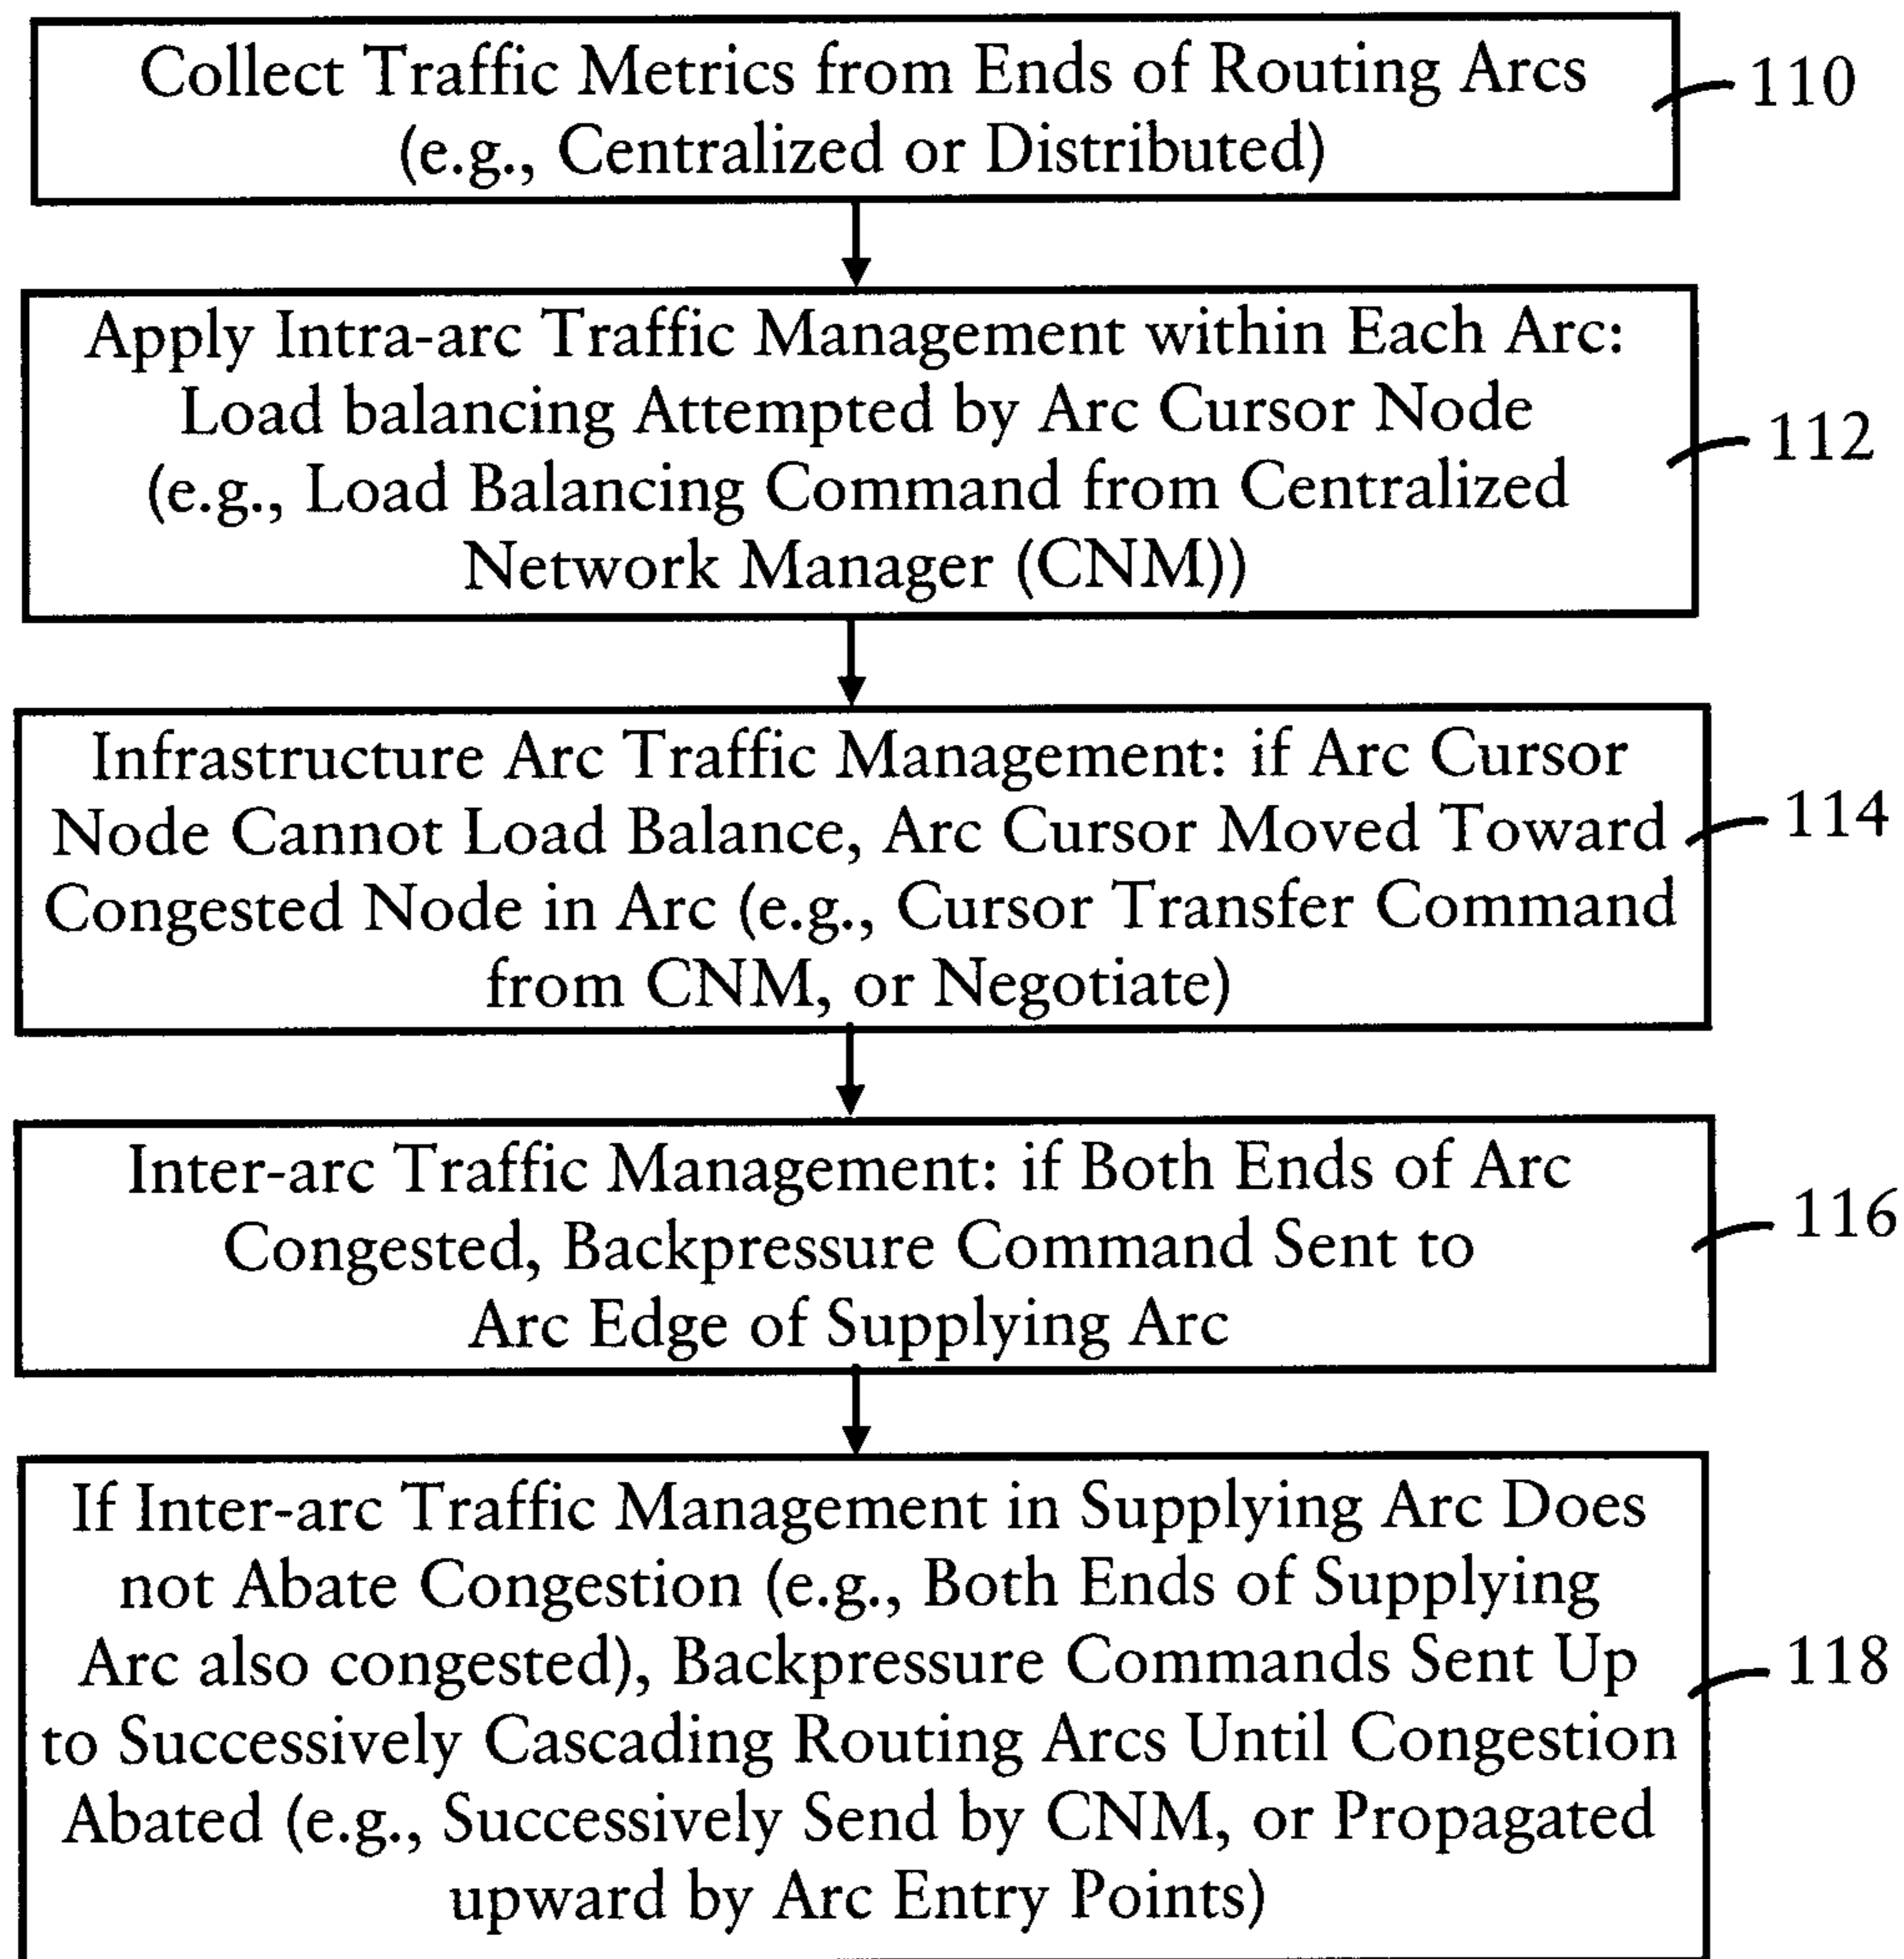 Collect Traffic Metrics from Ends of Routing Arcs
(e.g., Centralized or Distributed)
110
Apply Intra-arc Traffic Management within Each Arc:
Load balancing Attempted by Arc Cursor Node
(e.g., Load Balancing Command from Centralized
Network Manager (CNM))
112
Infrastructure Arc Traffic Management: if Arc Cursor
Node Cannot Load Balance, Arc Cursor Moved Toward
Congested Node in Arc (e.g., Cursor Transfer Command
from CNM, or Negotiate)
114
Inter-arc Traffic Management: if Both Ends of Arc
Congested, Backpressure Command Sent to
Arc Edge of Supplying Arc
116
If Inter-arc Traffic Management in Supplying Arc Does
not Abate Congestion (e.g., Both Ends of Supplying
Arc also congested), Backpressure Commands Sent Up
to Successively Cascading Routing Arcs Until Congestion
Abated (e.g., Successively Send by CNM, or Propagated
upward by Arc Entry Points)
118